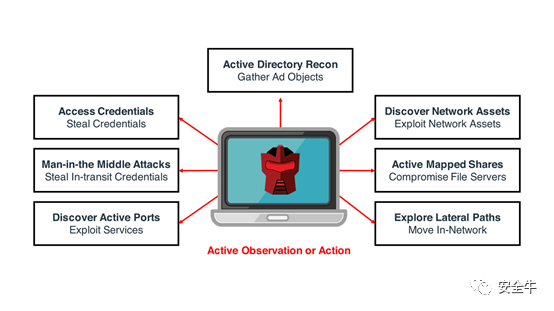 Active Directory Recon
Gather Ad Objects
Access Credentials
Steal Credentials
Discover Network Assets
Exploit Network Assets
Man-in-the Middle Attacks
Steal In-transit Credentials
Active Mapped Shares
Compromise File Servers
Discover Active Ports
Exploit Services
Explore Lateral Paths
Move In-Network
Active Observation or Action
安全牛